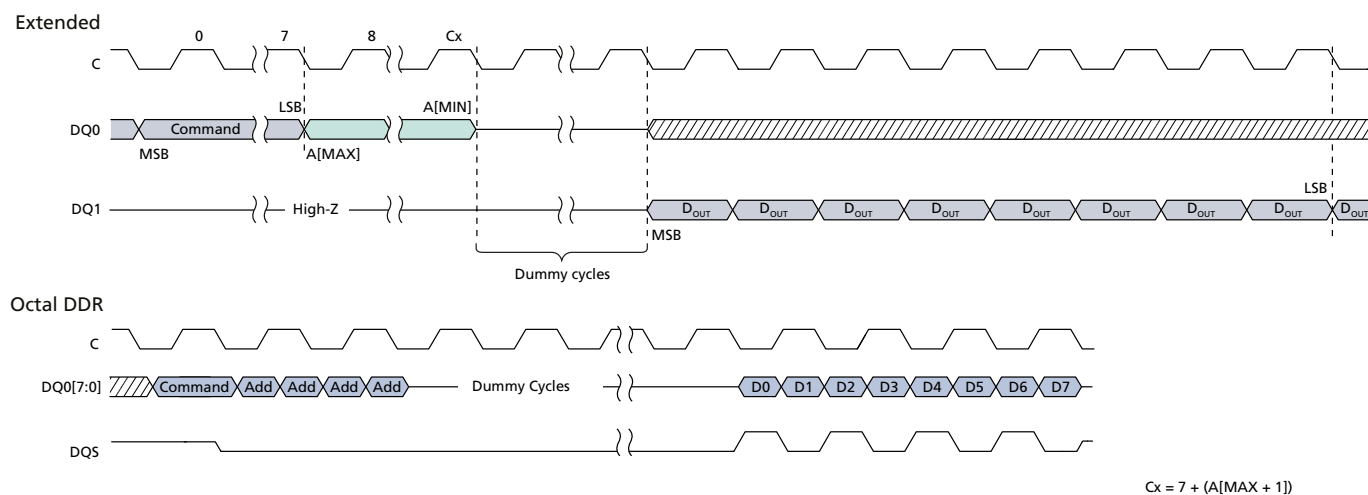 Extended
0 7 8 Cx
C
LSB A[MIN]
DQ0 Command
MSB A[MAX]
LSB
DQ1 High-Z DOUT DOUT DOUT DOUT DOUT DOUT DOUT DOUT DOUT
MSB
Dummy cycles
Octal DDR
C
DQ0[7:0] Command Add Add Add Add Dummy Cycles D0 D1 D2 D3 D4 D5 D6 D7
DQS
Cx = 7 + (A[MAX + 1])